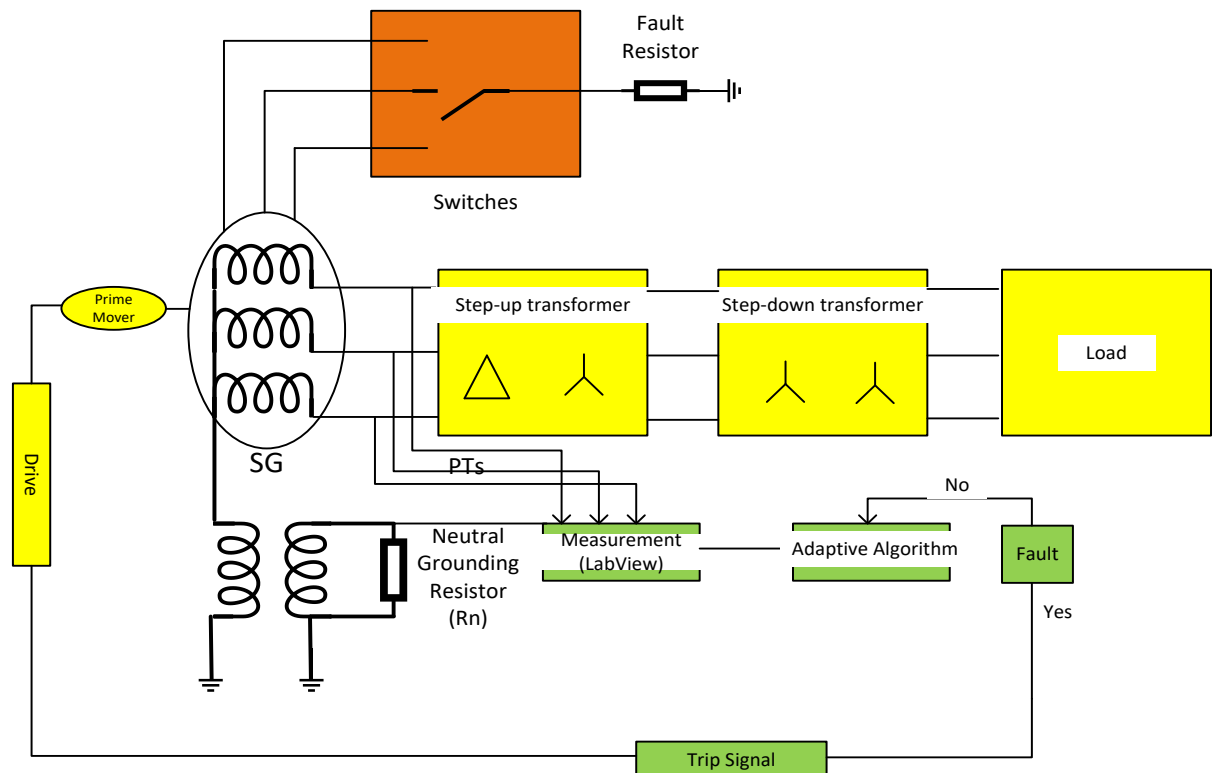 Fault
Resistor
Switches
Prime
Mover
Step-up transformer
Step-down transformer
Load
Drive
SG
PTs
No
Neutral
Grounding
Resistor
(Rn)
Measurement
(LabView)
Adaptive Algorithm
Fault
Yes
Trip Signal